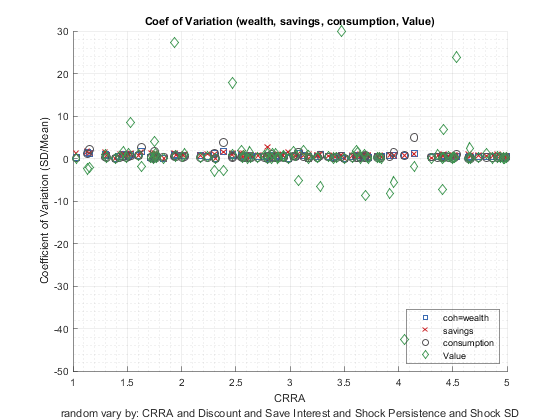 Coef of Variation (wealth, savings, consumption, Value)
30
20
10
0
-10
-20
-30
-40
-50
Coefficient of Variation (SD/Mean)
coh=wealth
savings
consumption
Value
1 1.5 2 2.5 3 3.5 4 4.5 5
CRRA
random vary by: CRRA and Discount and Save Interest and Shock Persistence and Shock SD